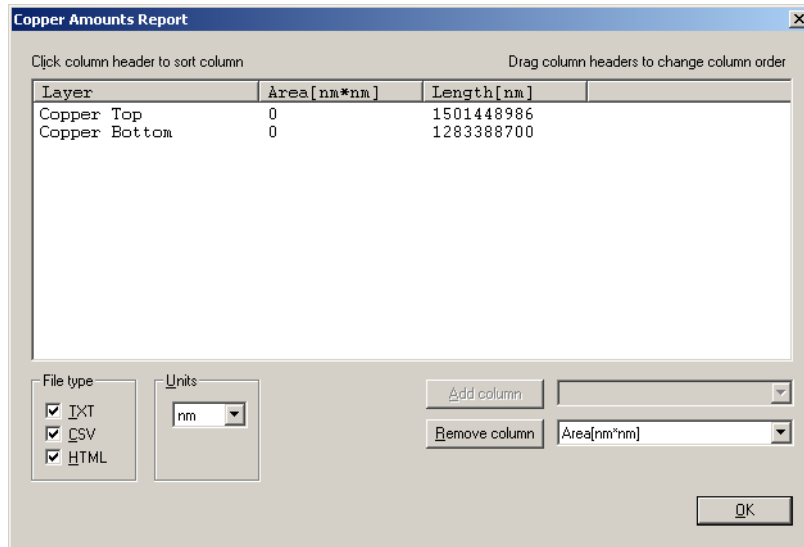 Copper Amounts Report
Click column header to sort column
Drag column headers to change column order
Layer Area[nm*nm] Length[nm]
Copper Top 0 1501448986
Copper Bottom 0 1283388700
File type
TXT
CSV
HTML
Units
nm
Add column
Remove column Area[nm*nm]
OK